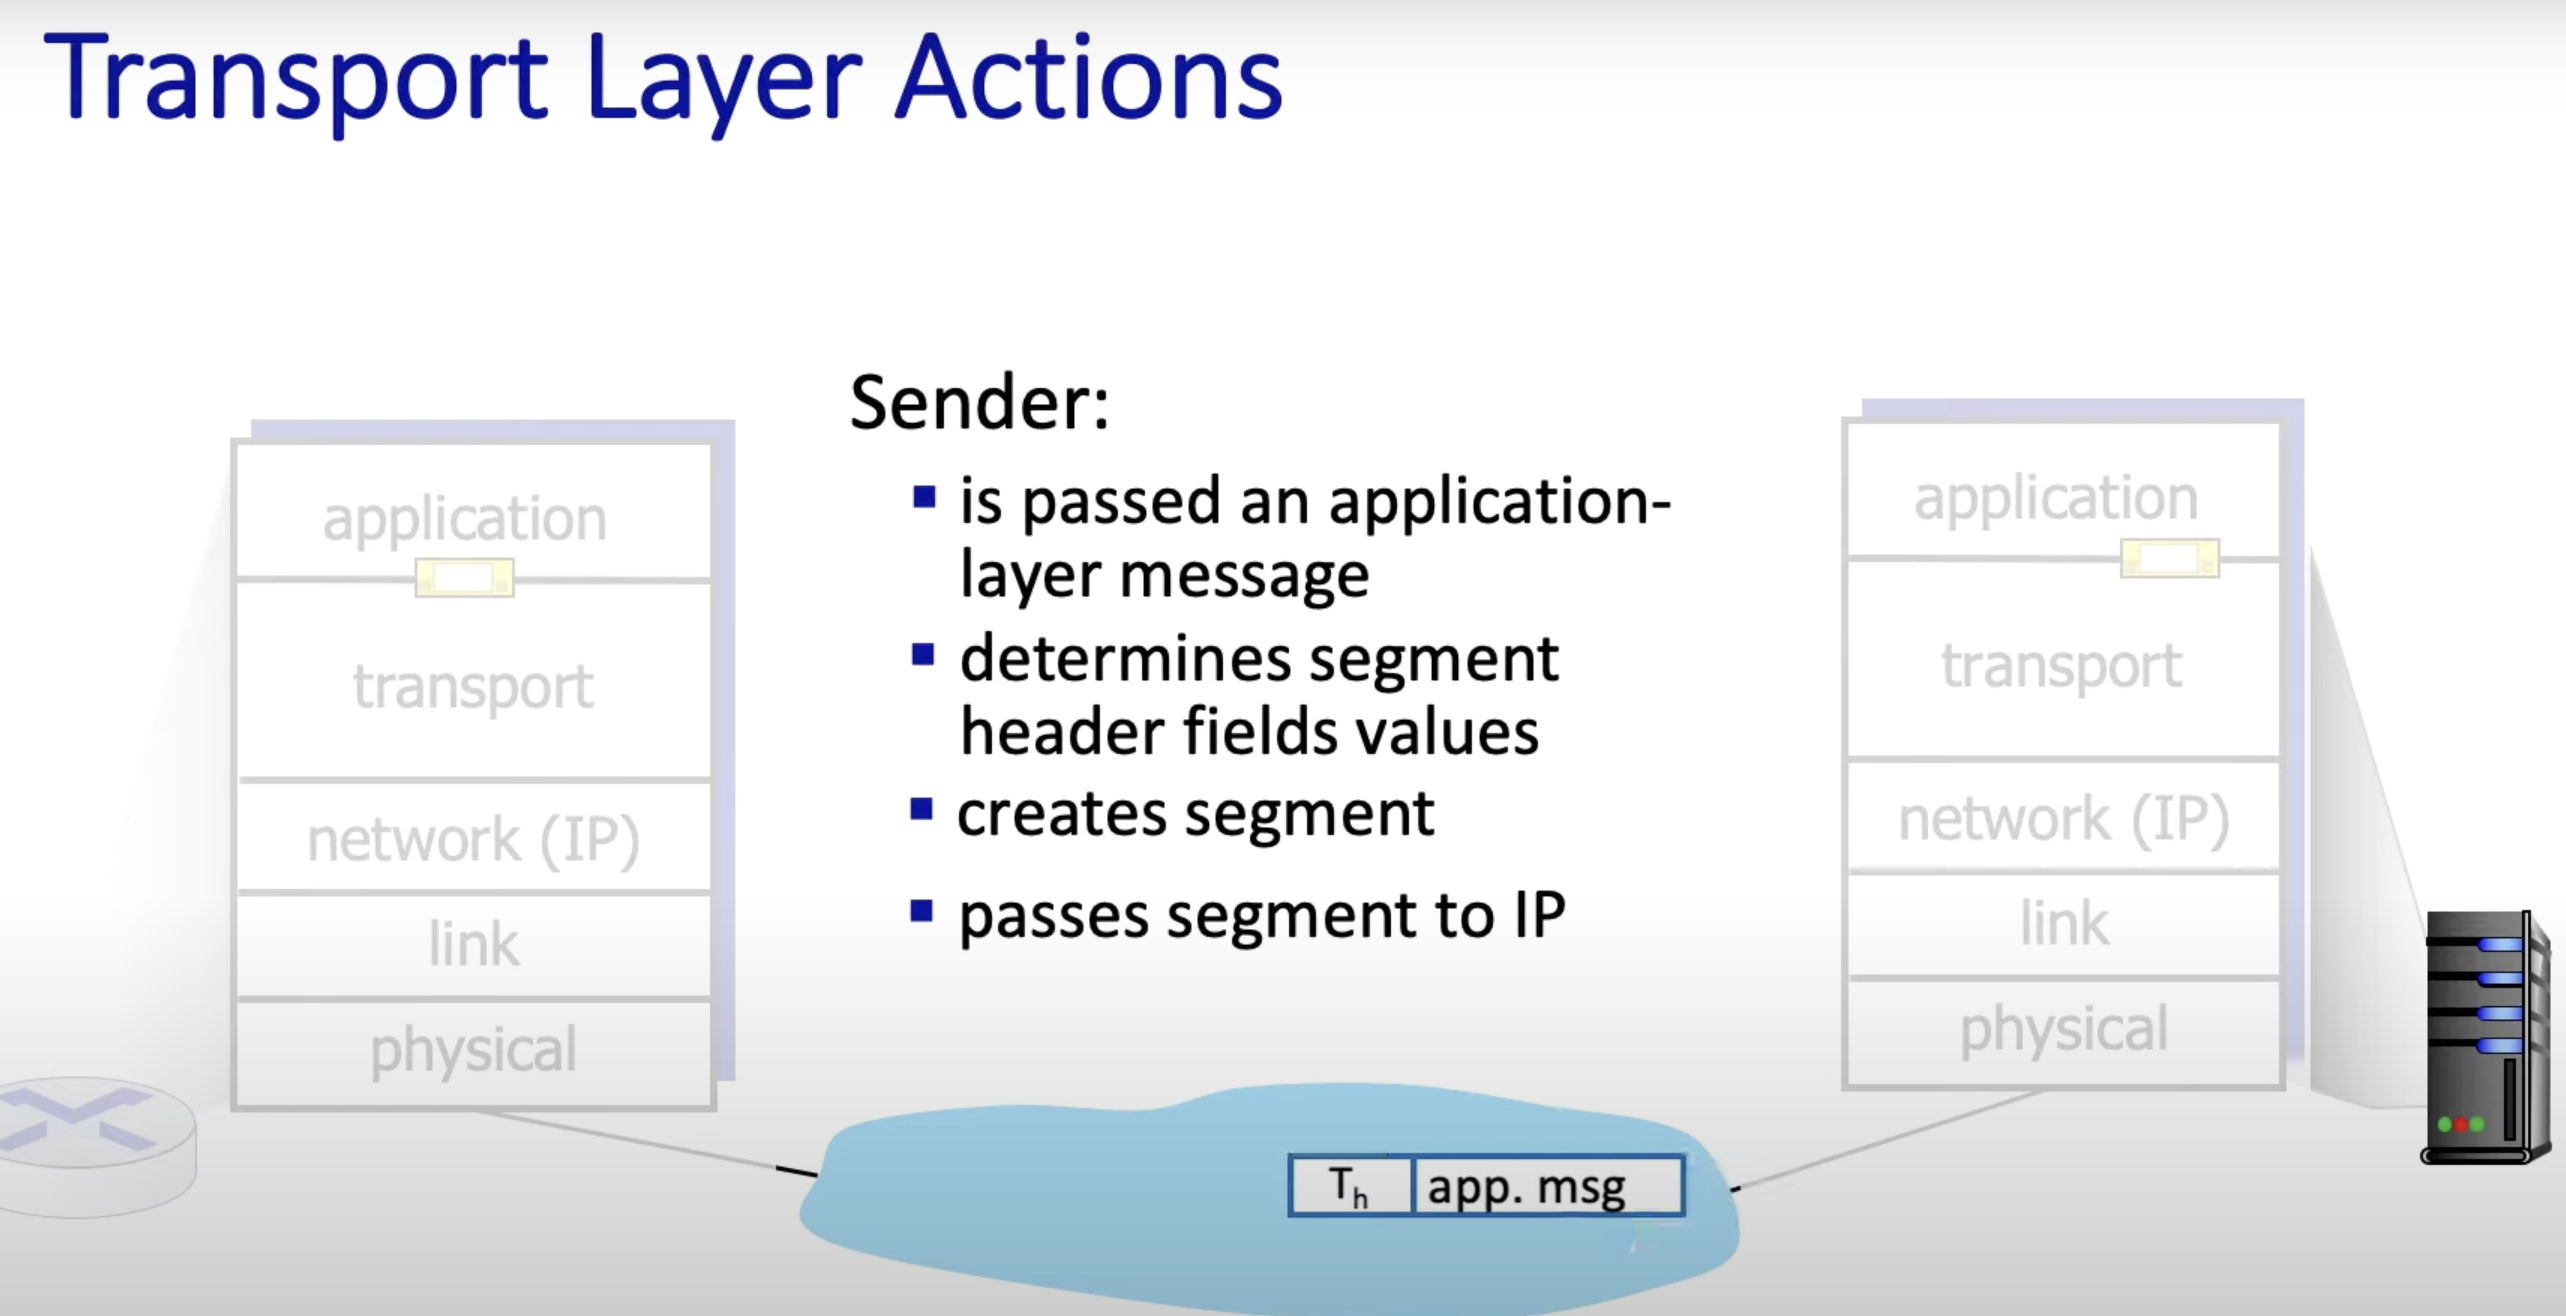 Transport Layer Actions
Sender:
is passed an application-
layer message
determines segment
header fields values
creates segment
passes segment to IP
application
transport
network (IP)
link
physical
application
transport
network (IP)
link
physical
Th app. msg